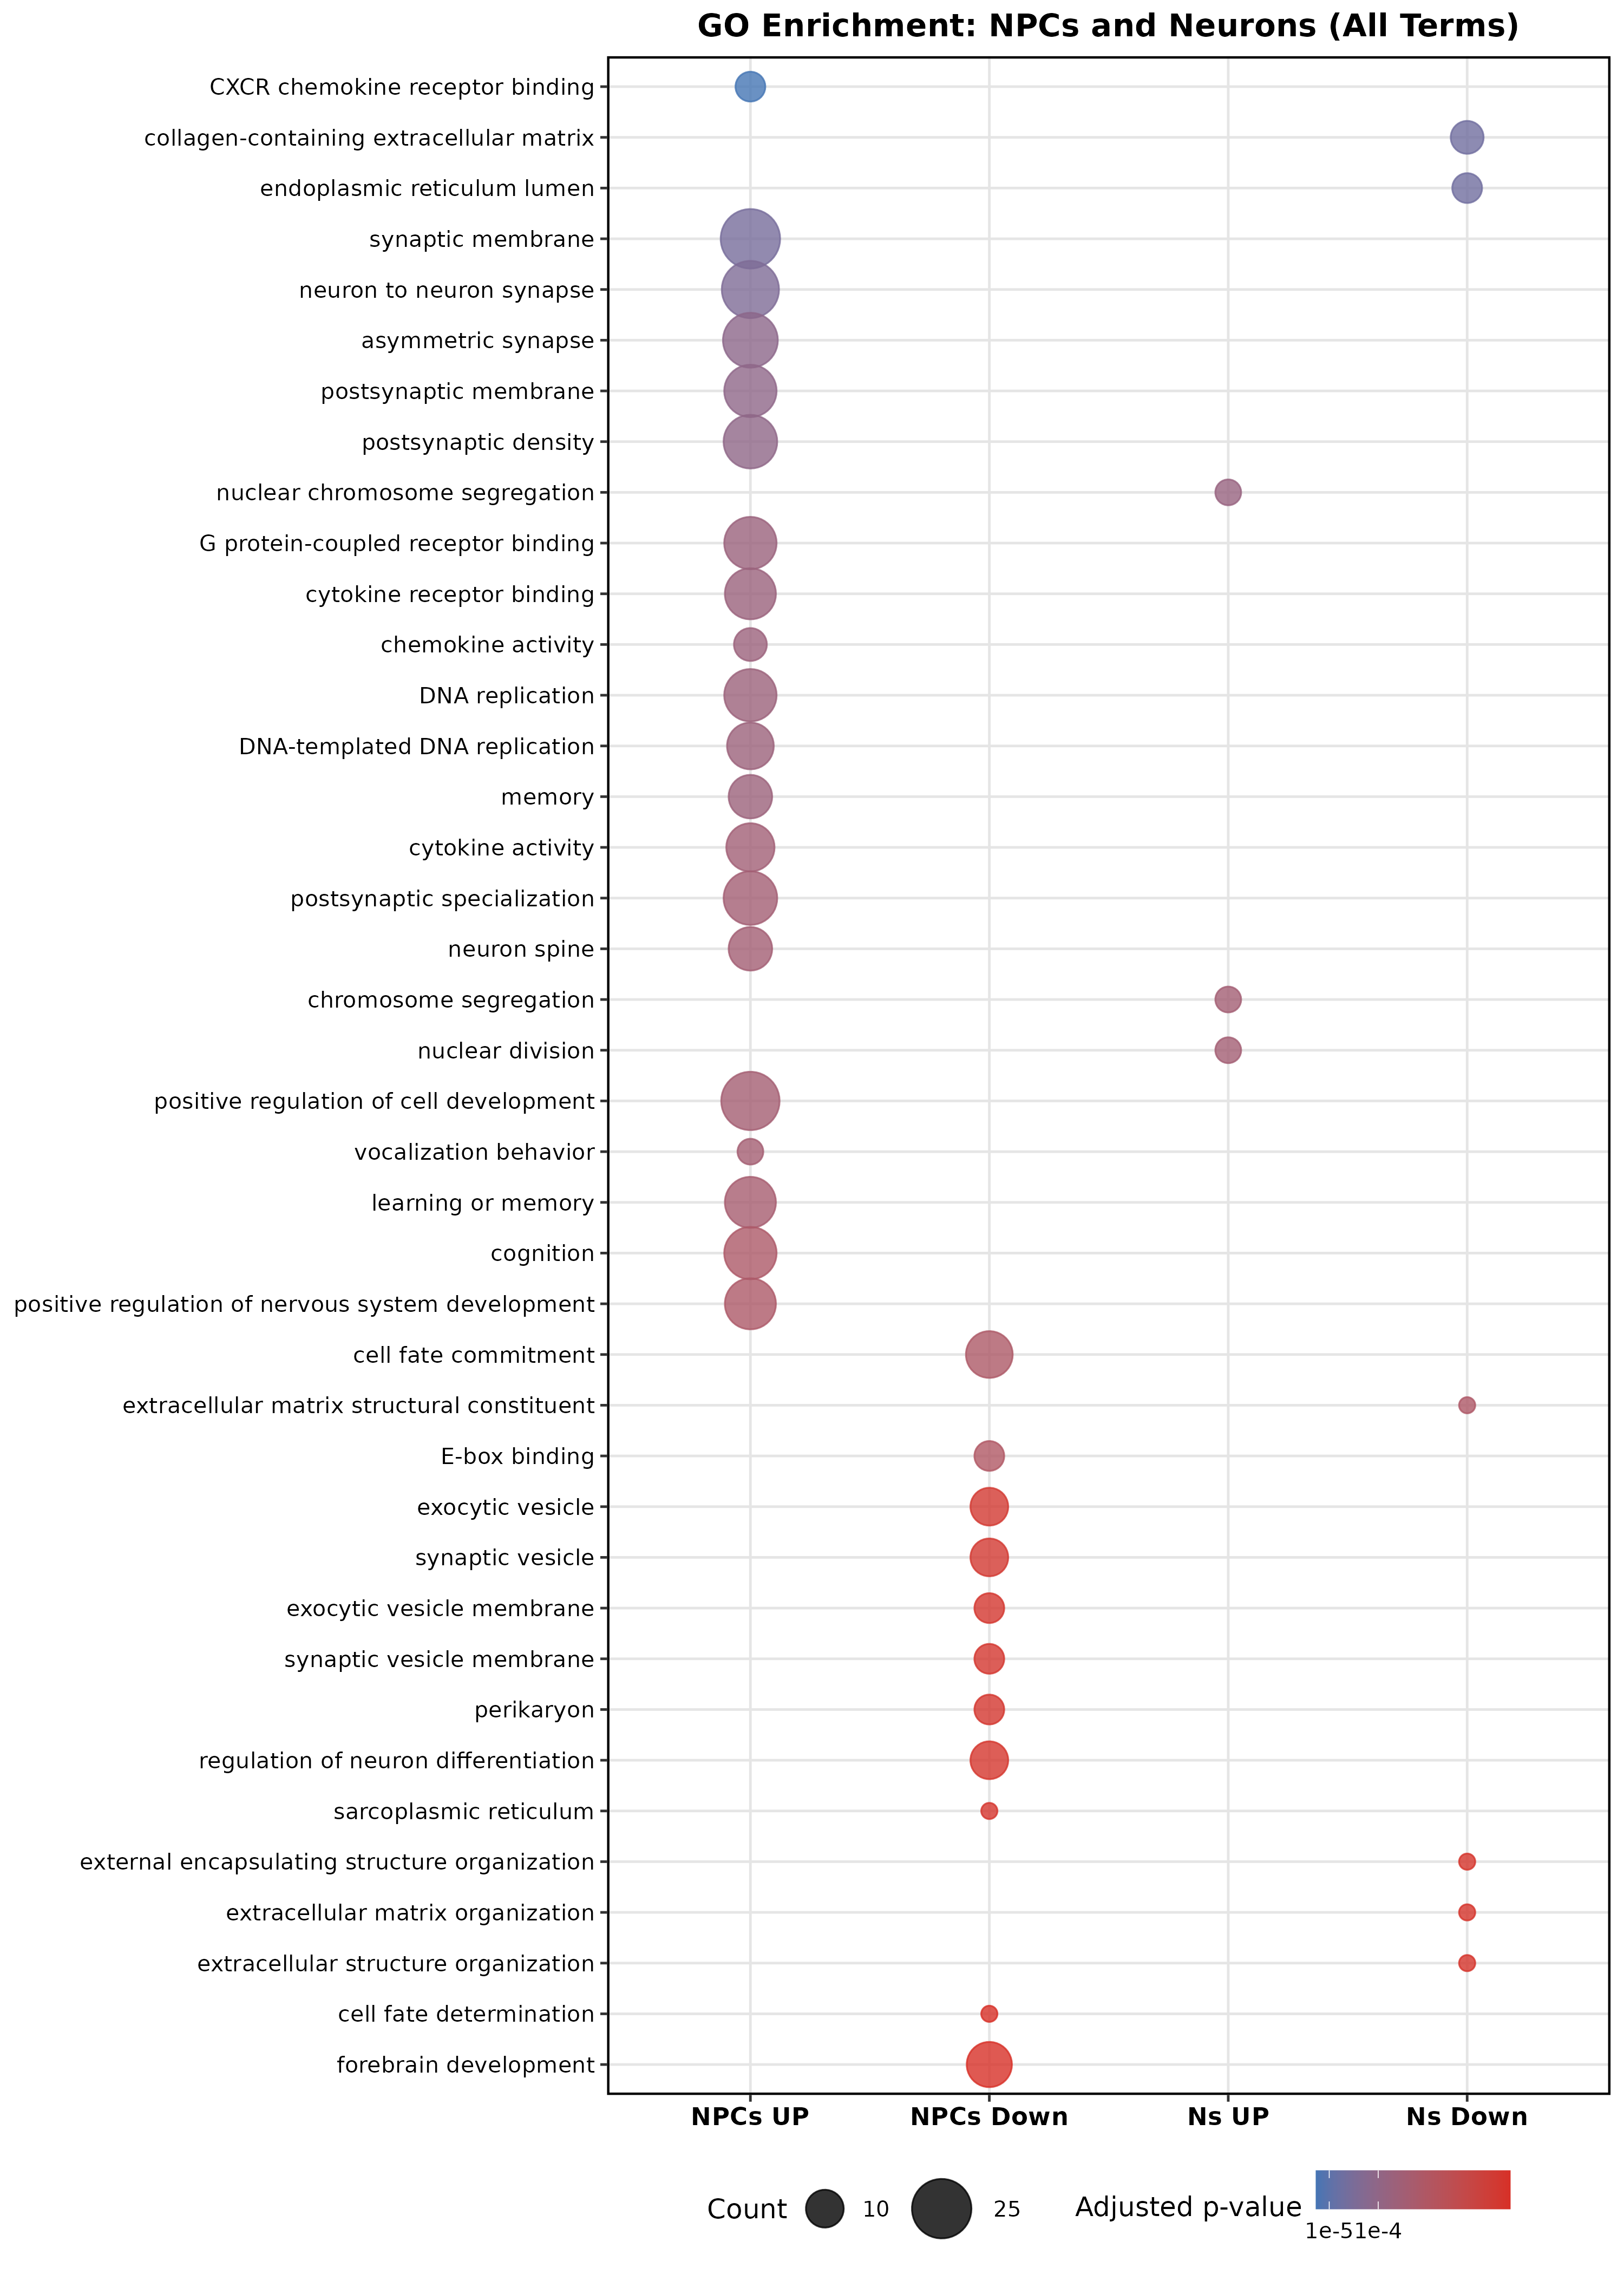 GO Enrichment: NPCs and Neurons (All Terms)
CXCR chemokine receptor binding
collagen-containing extracellular matrix
endoplasmic reticulum lumen
synaptic membrane
neuron to neuron synapse
asymmetric synapse
postsynaptic membrane
postsynaptic density
nuclear chromosome segregation
G protein-coupled receptor binding
cytokine receptor binding
chemokine activity
DNA replication
DNA-templated DNA replication
memory
cytokine activity
postsynaptic specialization
neuron spine
chromosome segregation
nuclear division
positive regulation of cell development
vocalization behavior
learning or memory
cognition
positive regulation of nervous system development
cell fate commitment
extracellular matrix structural constituent
E-box binding
exocytic vesicle
synaptic vesicle
exocytic vesicle membrane
synaptic vesicle membrane
perikaryon
regulation of neuron differentiation
sarcoplasmic reticulum
external encapsulating structure organization
extracellular matrix organization
extracellular structure organization
cell fate determination
forebrain development
NPCs UP NPCs Down Ns UP Ns Down
Count 10 25 Adjusted p-value
1e-51e-4